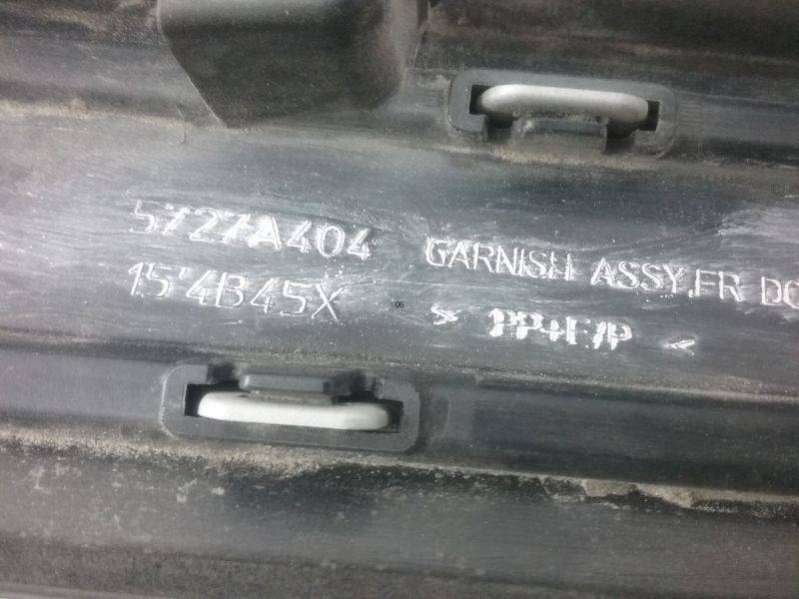 5727A404 GARNISH ASSY,FR DO
15'4B45X > PP+E/P <